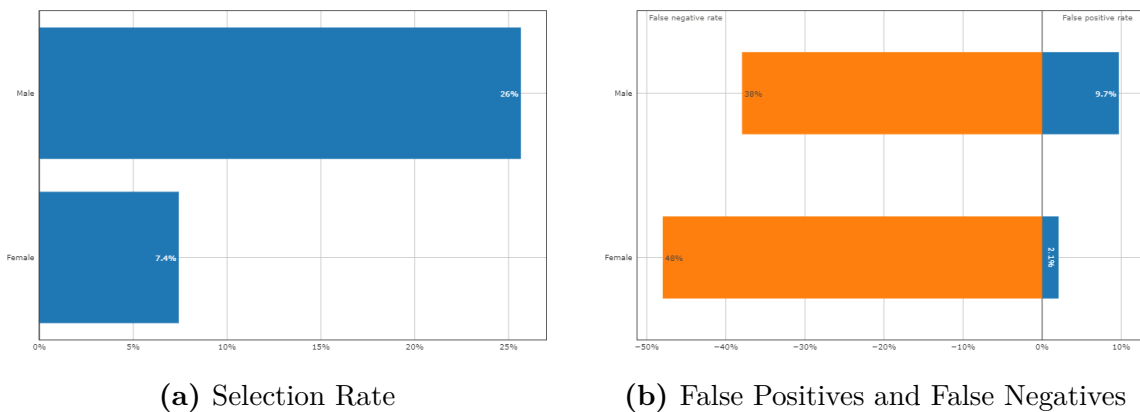 Male
26%
Female
7.4%
0%
5%
10%
15%
20%
25%
(a) Selection Rate
False negative rate
False positive rate
Male
38%
9.7%
Female
48%
2.1%
−50%
−40%
−30%
−20%
−10%
0%
10%
(b) False Positives and False Negatives